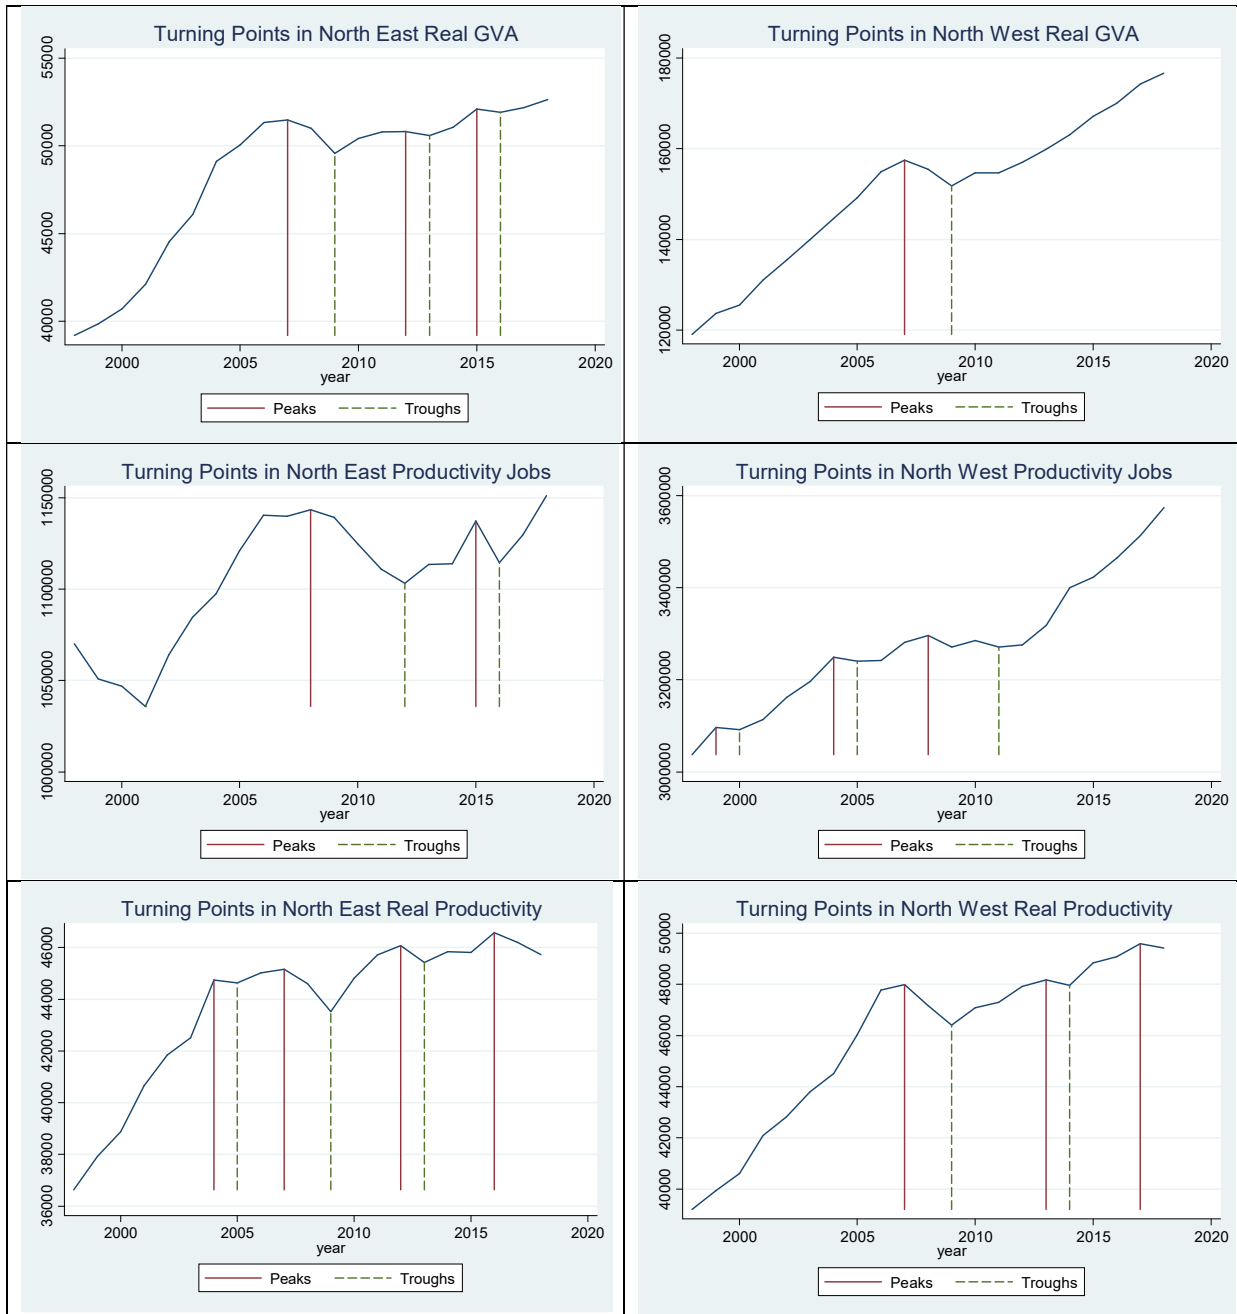 Turning Points in North East Real GVA
55000
50000
45000
40000
2000 2005 2010 2015 2020
year
Peaks Troughs
Turning Points in North West Real GVA
180000
160000
140000
120000
2000 2005 2010 2015 2020
year
Peaks Troughs
Turning Points in North East Productivity Jobs
1150000
1100000
1050000
1000000
2000 2005 2010 2015 2020
year
Peaks Troughs
Turning Points in North West Productivity Jobs
3600000
3400000
3200000
3000000
2000 2005 2010 2015 2020
year
Peaks Troughs
Turning Points in North East Real Productivity
46000
44000
42000
40000
38000
36000
2000 2005 2010 2015 2020
year
Peaks Troughs
Turning Points in North West Real Productivity
50000
48000
46000
44000
42000
40000
2000 2005 2010 2015 2020
year
Peaks Troughs